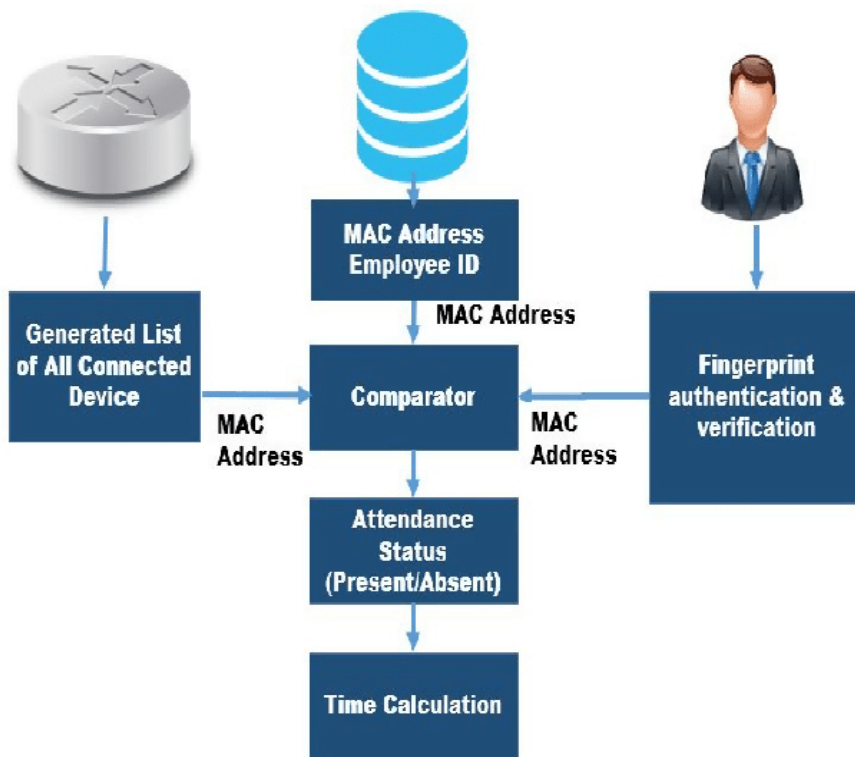 MAC Address
Employee ID
MAC Address
Generated List
of All Connected
Device
MAC
Address
Comparator
MAC
Address
Fingerprint
authentication &
verification
Attendance
Status
(Present/Absent)
Time Calculation